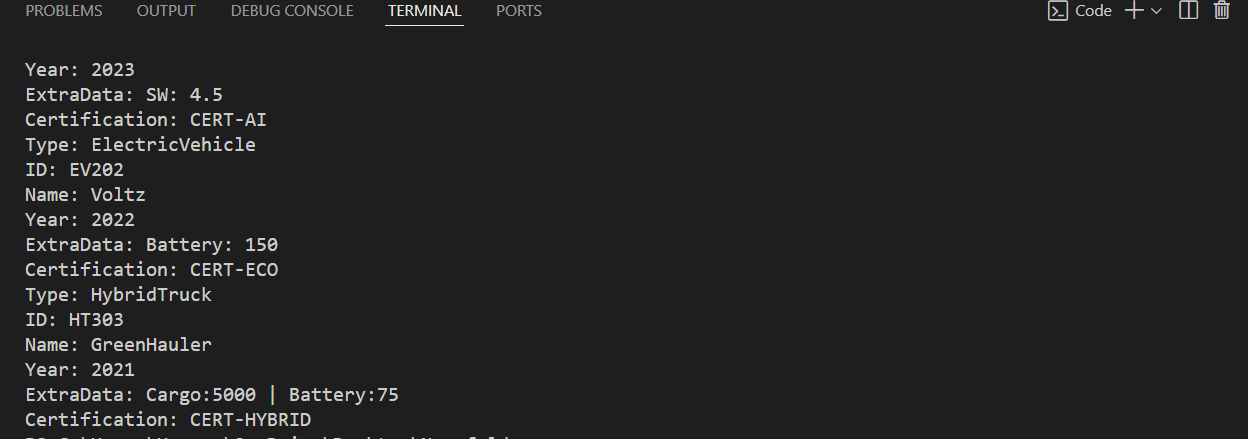 PROBLEMS OUTPUT DEBUG CONSOLE TERMINAL PORTS Code
Year: 2023
ExtraData: SW: 4.5
Certification: CERT-AI
Type: ElectricVehicle
ID: EV202
Name: Voltz
Year: 2022
ExtraData: Battery: 150
Certification: CERT-ECO
Type: HybridTruck
ID: HT303
Name: GreenHauler
Year: 2021
ExtraData: Cargo:5000 | Battery:75
Certification: CERT-HYBRID